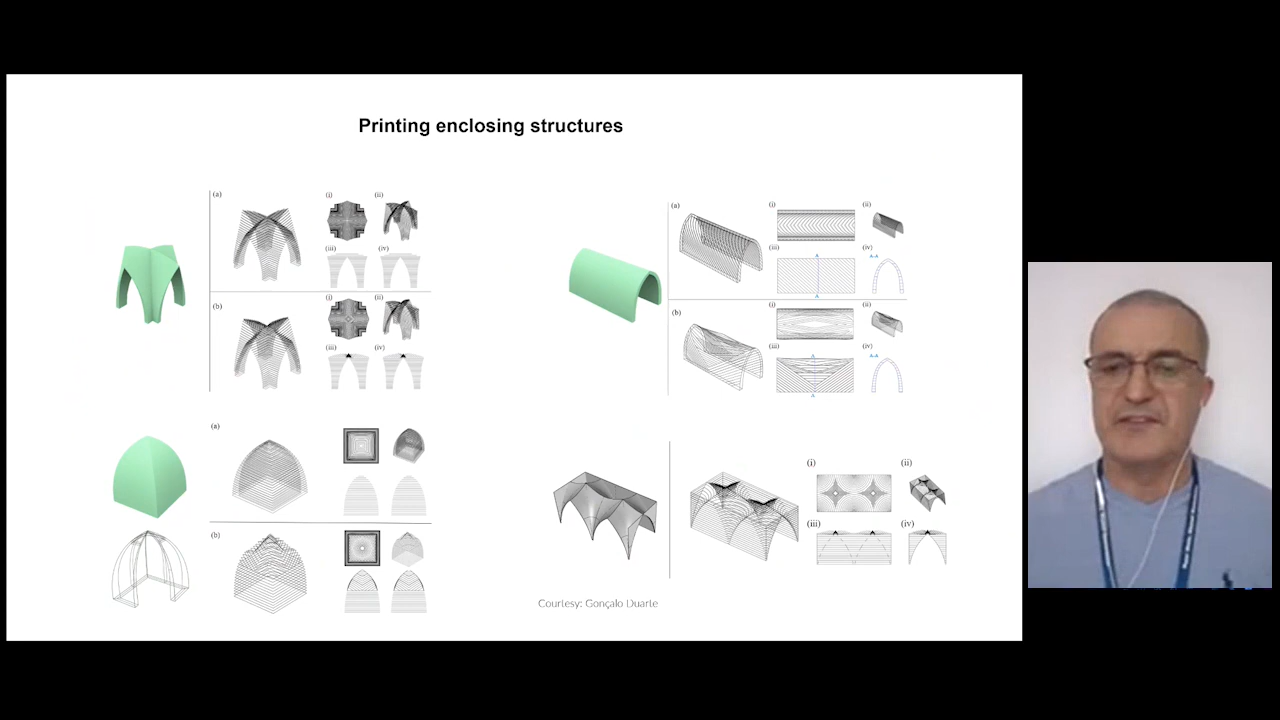 Printing enclosing structures
(a)
(i)
(ii)
(iii)
(iv)
(b)
(i)
(ii)
(iii)
(iv)
(a)
(i)
(ii)
(iii)
(iv)
A
A-A
A
(b)
(i)
(ii)
(iii)
(iv)
A
A-A
A
(a)
(b)
(i)
(ii)
(iii)
(iv)
Courtesy: Gonçalo Duarte